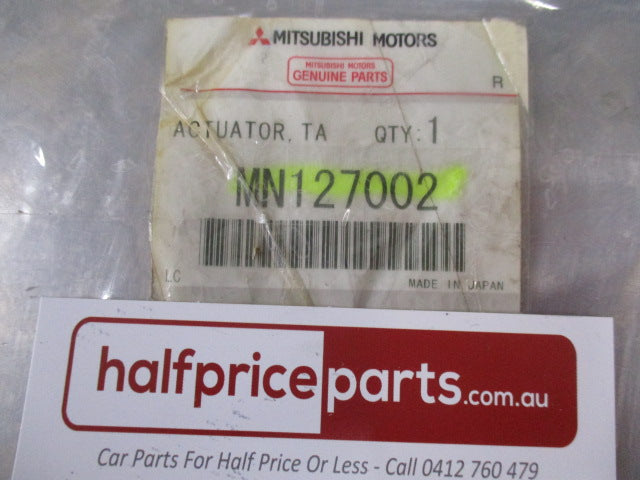 MITSUBISHI MOTORS
MITSUBISHI MOTORS
GENUINE PARTS
R
ACTUATOR, TA QTY: 1
MN127002
LC MADE IN JAPAN
halfpriceparts.com.au
Car Parts For Half Price Or Less - Call 0412 760 479